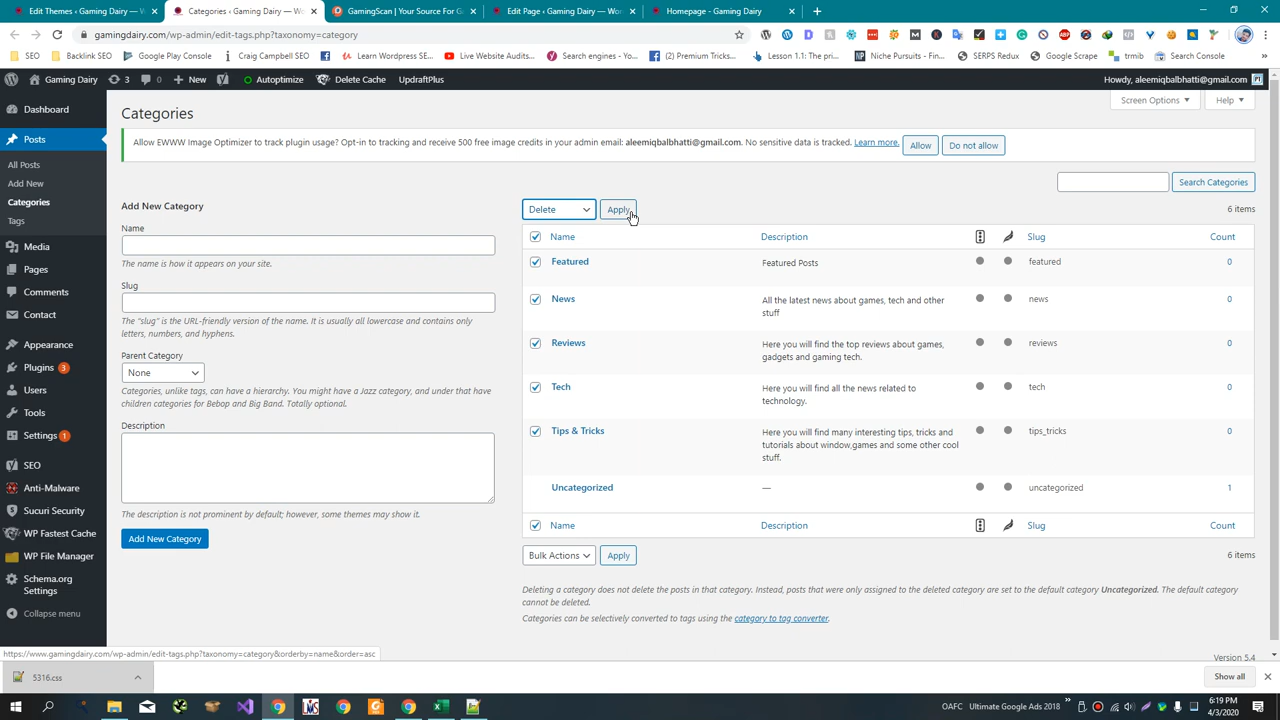 Edit Themes ‹ Gaming Dairy — Wor
Categories ‹ Gaming Dairy — Wo
GamingScan | Your Source For G
Edit Page ‹ Gaming Dairy — Wor
Homepage - Gaming Dairy
gamingdairy.com/wp-admin/edit-tags.php?taxonomy=category
SEO
Backlink SEO
Google Play Console
Craig Campbell SEO
Learn Wordpress SE...
Live Website Audits...
Search engines - Yo...
(2) Premium Tricks...
Lesson 1.1: The pri...
Niche Pursuits - Fin...
SERPS Redux
Google Scrape
trmib
Search Console
Gaming Dairy
3
0
New
Autoptimize
Delete Cache
UpdraftPlus
Howdy, aleemiqbalbhatti@gmail.com
Dashboard
Posts
All Posts
Add New
Categories
Tags
Media
Pages
Comments
Contact
Appearance
Plugins 3
Users
Tools
Settings 1
SEO
Anti-Malware
Sucuri Security
WP Fastest Cache
WP File Manager
Schema.org
Settings
Collapse menu
Categories
Screen Options
Help
Allow EWWW Image Optimizer to track plugin usage? Opt-in to tracking and receive 500 free image credits in your admin email: aleemiqalbhatti@gmail.com. No sensitive data is tracked. Learn more.
Allow
Do not allow
Search Categories
Add New Category
Name
The name is how it appears on your site.
Slug
The “slug” is the URL-friendly version of the name. It is usually all lowercase and contains only
letters, numbers, and hyphens.
Parent Category
None
Categories, unlike tags, can have a hierarchy. You might have a Jazz category, and under that have
children categories for Bebop and Big Band. Totally optional.
Description
The description is not prominent by default; however, some themes may show it.
Add New Category
Delete
Apply
6 items
Name
Description
Slug
Count
Featured
Featured Posts
featured
0
News
All the latest news about games, tech and other
stuff
news
0
Reviews
Here you will find the top reviews about games,
gadgets and gaming tech.
reviews
0
Tech
Here you will find all the news related to
technology.
tech
0
Tips & Tricks
Here you will find many interesting tips, tricks and
tutorials about window,games and some other cool
stuff.
tips_tricks
0
Uncategorized
—
uncategorized
1
Name
Description
Slug
Count
Bulk Actions
Apply
6 items
Deleting a category does not delete the posts in that category. Instead, posts that were only assigned to the deleted category are set to the default category Uncategorized. The default category
cannot be deleted.
Categories can be selectively converted to tags using the category to tag converter.
Version 5.4
https://www.gamingdairy.com/wp-admin/edit-tags.php?taxonomy=category&orderby=name&order=asc
5316.css
Show all
OAFC
Ultimate Google Ads 2018
6:19 PM
4/3/2020